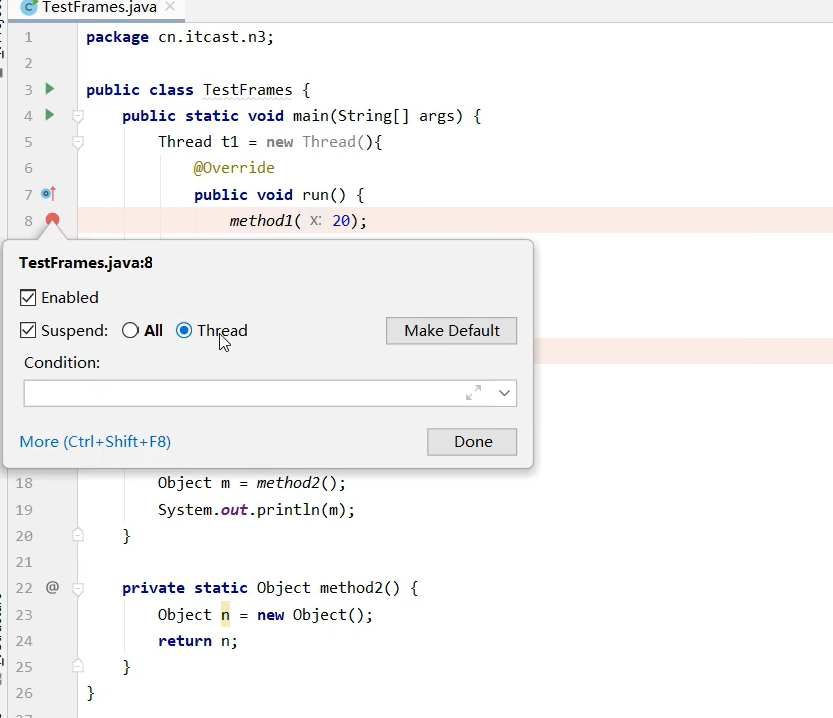 TestFrames.java
1 package cn.itcast.n3;
2
3 public class TestFrames {
4 public static void main(String[] args) {
5 Thread t1 = new Thread(){
6 @Override
7 public void run() {
8 method1( x: 20);
TestFrames.java:8
Enabled
Suspend: All Thread Make Default
Condition:
More (Ctrl+Shift+F8) Done
18 Object m = method2();
19 System.out.println(m);
20 }
21
22 @ private static Object method2() {
23 Object n = new Object();
24 return n;
25 }
26 }
27